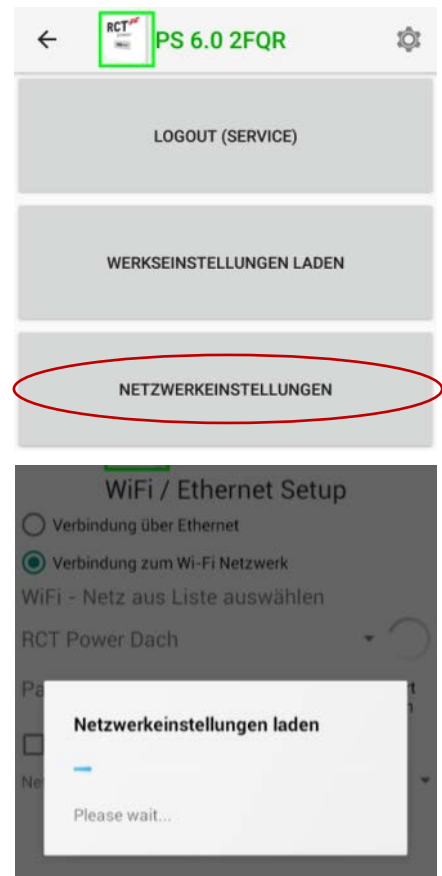 RCT
PS 6.0 2FQR
LOGOUT (SERVICE)
WERKSEINSTELLUNGEN LADEN
NETZWERKEINSTELLUNGEN
WiFi / Ethernet Setup
Verbindung über Ethernet
Verbindung zum Wi-Fi Netzwerk
WiFi - Netz aus Liste auswählen
RCT Power Dach
Netzwerkeinstellungen laden
Please wait...